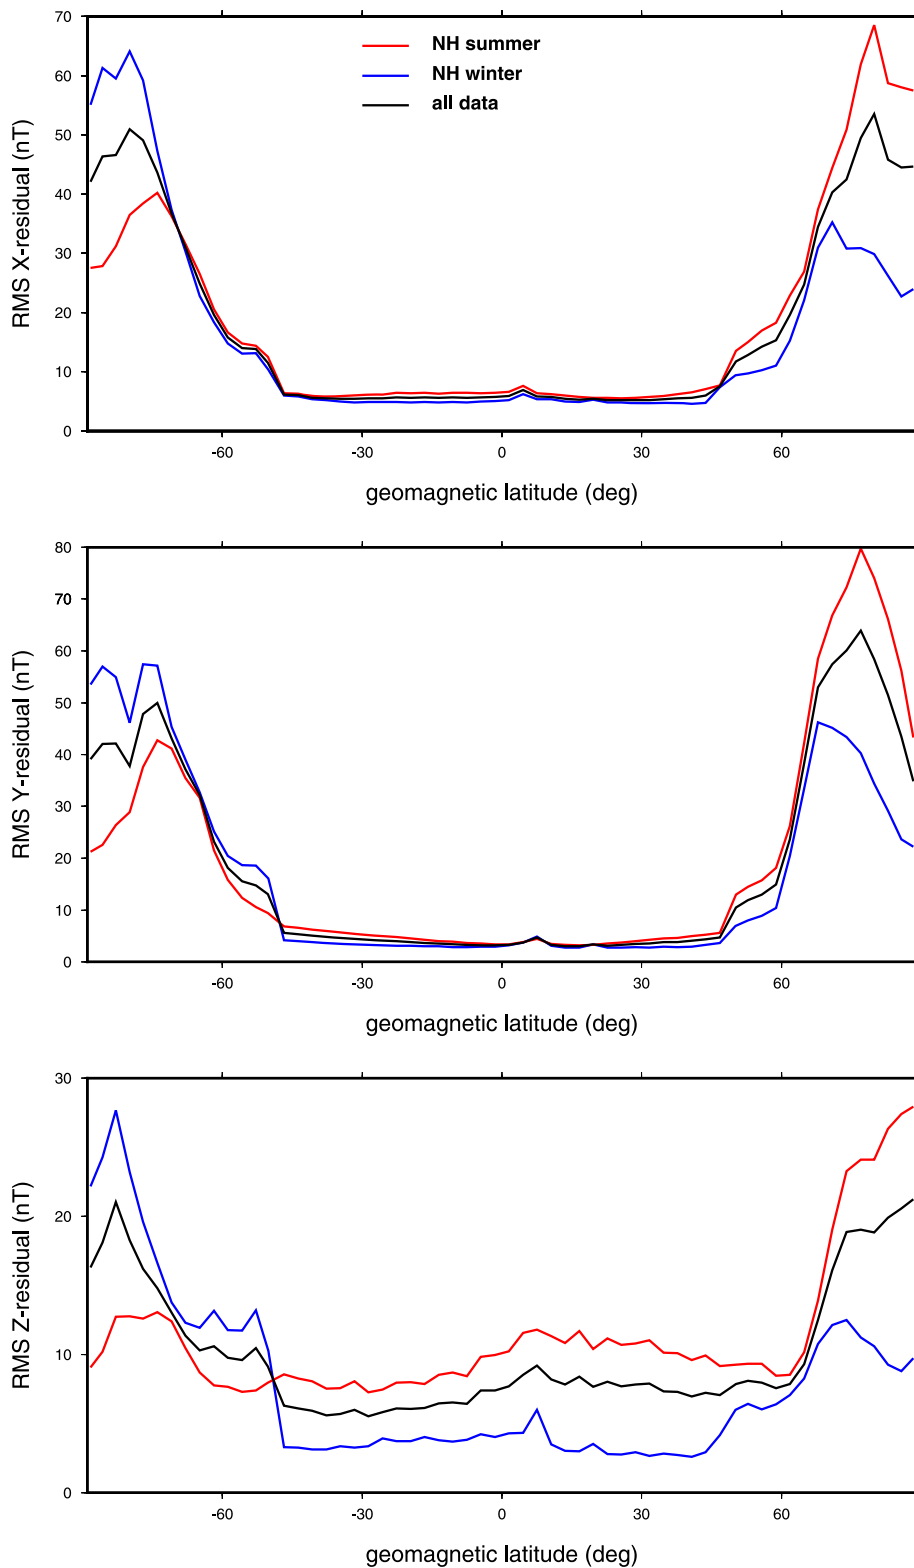 70
60
50
40
30
20
10
0
RMS X-residual (nT)
NH summer
NH winter
all data
-60 -30 0 30 60
geomagnetic latitude (deg)
80
70
60
50
40
30
20
10
0
RMS Y-residual (nT)
-60 -30 0 30 60
geomagnetic latitude (deg)
30
20
10
0
RMS Z-residual (nT)
-60 -30 0 30 60
geomagnetic latitude (deg)